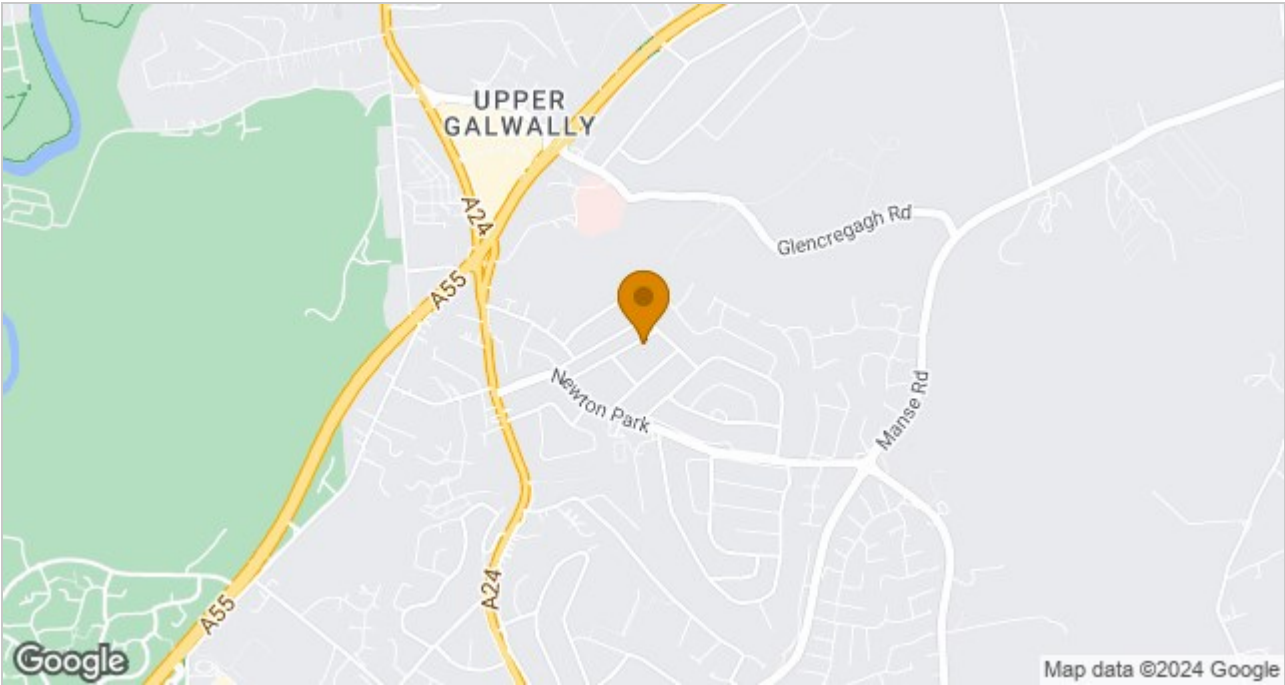 UPPER
GALWALLY
A24
Glencregagh Rd
A55
Newton Park
Manse Rd
A24
A55
Google
Map data ©2024 Google